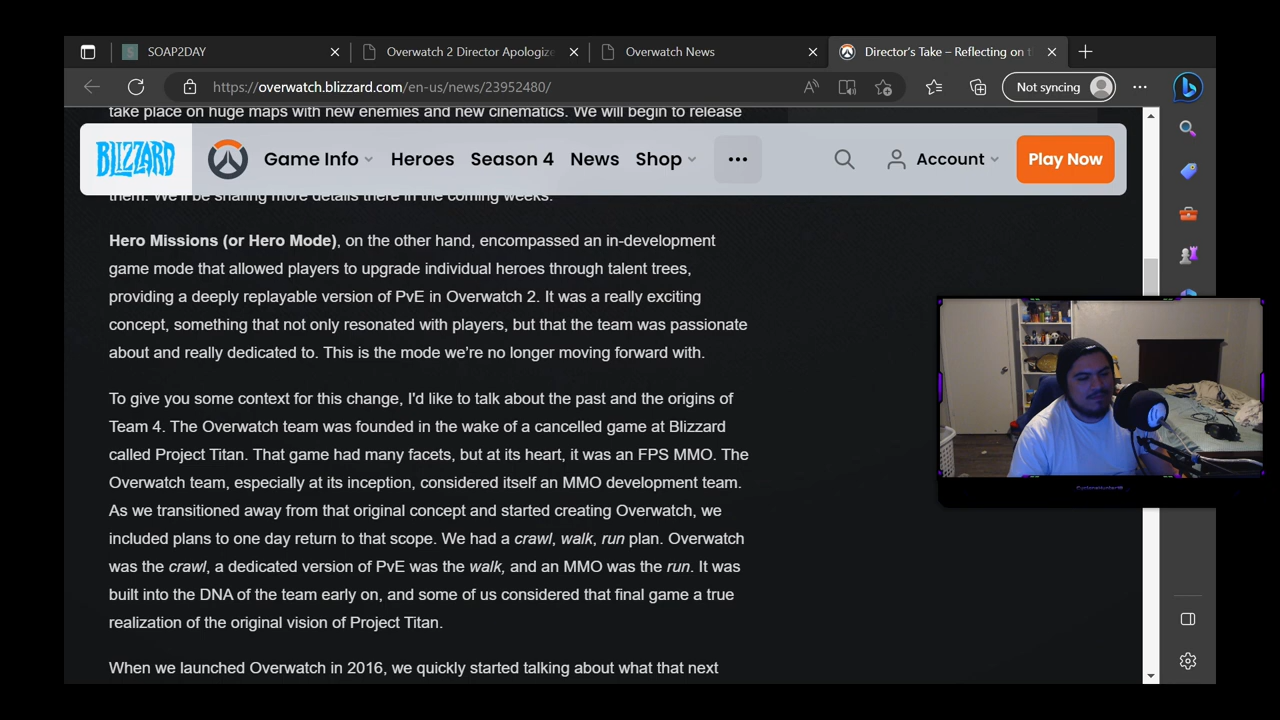 SOAP2DAY
Overwatch 2 Director Apologize
Overwatch News
Director's Take – Reflecting on t
https://overwatch.blizzard.com/en-us/news/23952480/
Not syncing
take place on huge maps with new enemies and new cinematics. We will begin to release
BLIZZARD
Game Info
Heroes
Season 4
News
Shop
Account
Play Now
them. We'll be sharing more details there in the coming weeks.
Hero Missions (or Hero Mode), on the other hand, encompassed an in-development
game mode that allowed players to upgrade individual heroes through talent trees,
providing a deeply replayable version of PvE in Overwatch 2. It was a really exciting
concept, something that not only resonated with players, but that the team was passionate
about and really dedicated to. This is the mode we're no longer moving forward with.
To give you some context for this change, I'd like to talk about the past and the origins of
Team 4. The Overwatch team was founded in the wake of a cancelled game at Blizzard
called Project Titan. That game had many facets, but at its heart, it was an FPS MMO. The
Overwatch team, especially at its inception, considered itself an MMO development team.
As we transitioned away from that original concept and started creating Overwatch, we
included plans to one day return to that scope. We had a crawl, walk, run plan. Overwatch
was the crawl, a dedicated version of PvE was the walk, and an MMO was the run. It was
built into the DNA of the team early on, and some of us considered that final game a true
realization of the original vision of Project Titan.
When we launched Overwatch in 2016, we quickly started talking about what that next